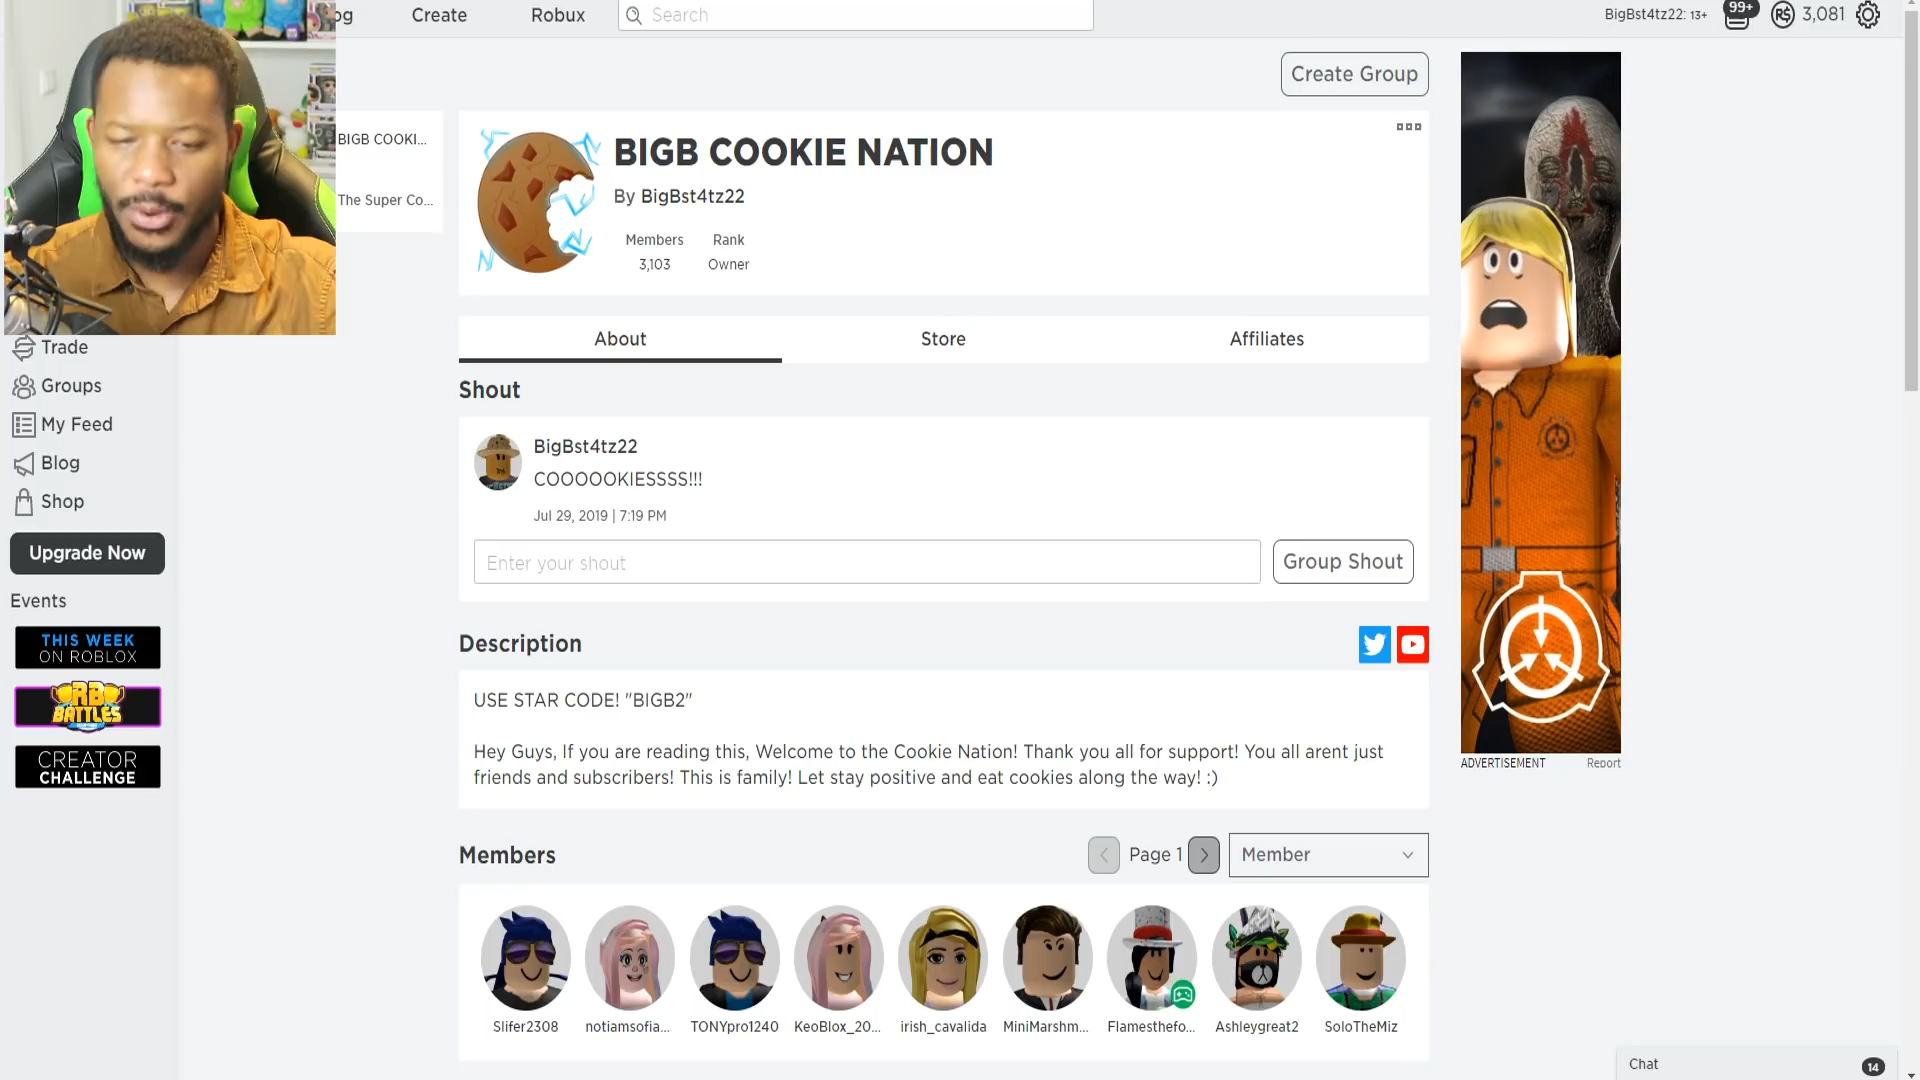 og
Create
Robux
Search
BigBst4tz22: 13+
99+
3,081
Create Group
BIGB COOKI...
The Super Co...
BIGB COOKIE NATION
By BigBst4tz22
Members
Rank
3,103
Owner
About
Store
Affiliates
Trade
Groups
My Feed
Blog
Shop
Upgrade Now
Events
THIS WEEK
ON ROBLOX
RB
BATTLES
CREATOR
CHALLENGE
Shout
BigBst4tz22
COOOOOKIESSSS!!!
Jul 29, 2019 | 7:19 PM
Enter your shout
Group Shout
Description
USE STAR CODE! "BIGB2"
Hey Guys, If you are reading this, Welcome to the Cookie Nation! Thank you all for support! You all arent just
friends and subscribers! This is family! Let stay positive and eat cookies along the way! :)
ADVERTISEMENT
Report
Members
Page 1
Member
Slifer2308
notiamsofia...
TONYpro1240
KeoBlox_20...
irish_cavalida
MiniMarshm...
Flamesthefo...
Ashleygreat2
SoloTheMiz
Chat
14